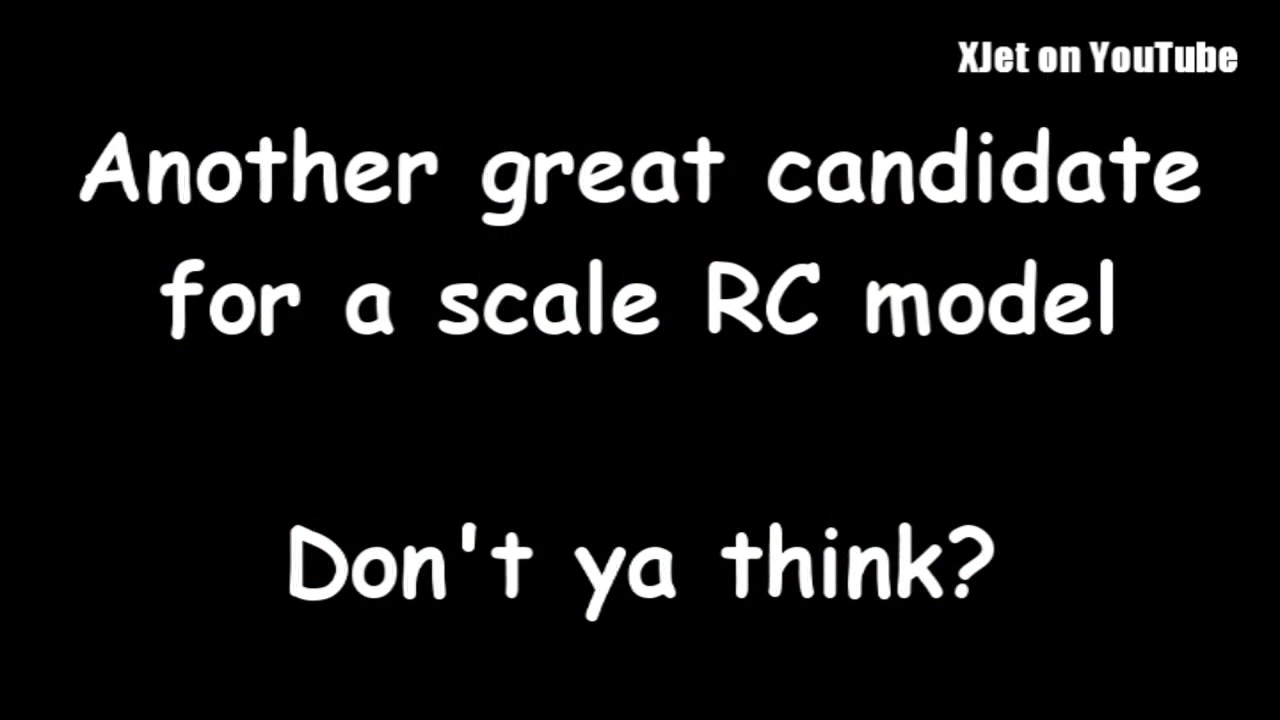 XJet on YouTube
Another great candidate
for a scale RC model
Don't ya think?